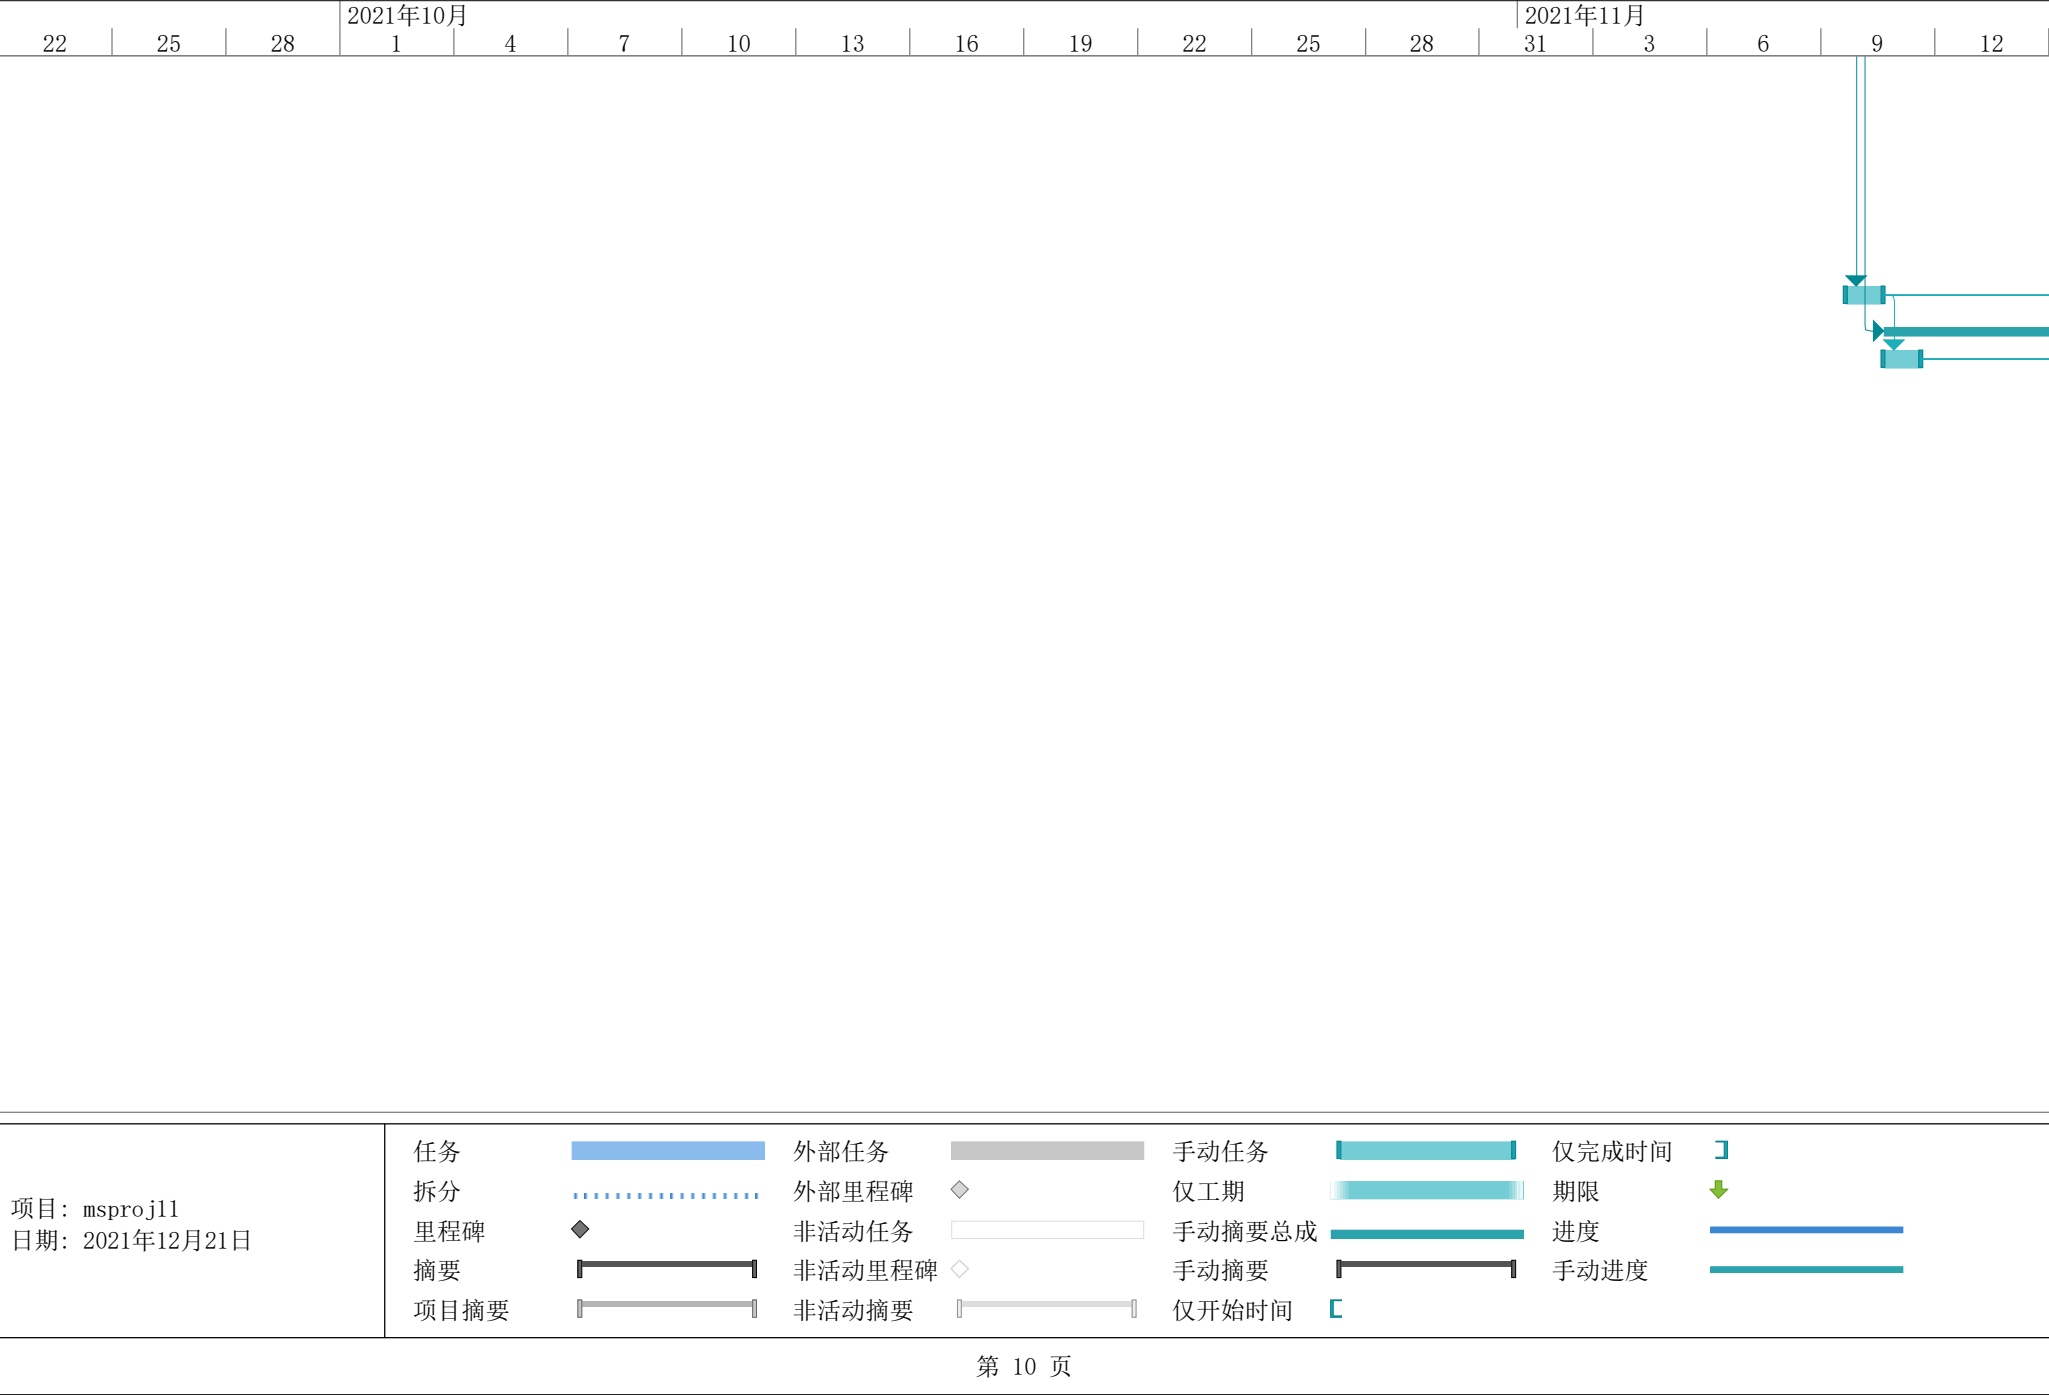 2021年10月 2021年11月
22 25 28 1 4 7 10 13 16 19 22 25 28 31 3 6 9 12
项目: msproj11
日期: 2021年12月21日
任务 外部任务 手动任务 仅完成时间
拆分 外部里程碑 仅工期 期限
里程碑 非活动任务 手动摘要总成 进度
摘要 非活动里程碑 手动摘要 手动进度
项目摘要 非活动摘要 仅开始时间
第 10 页